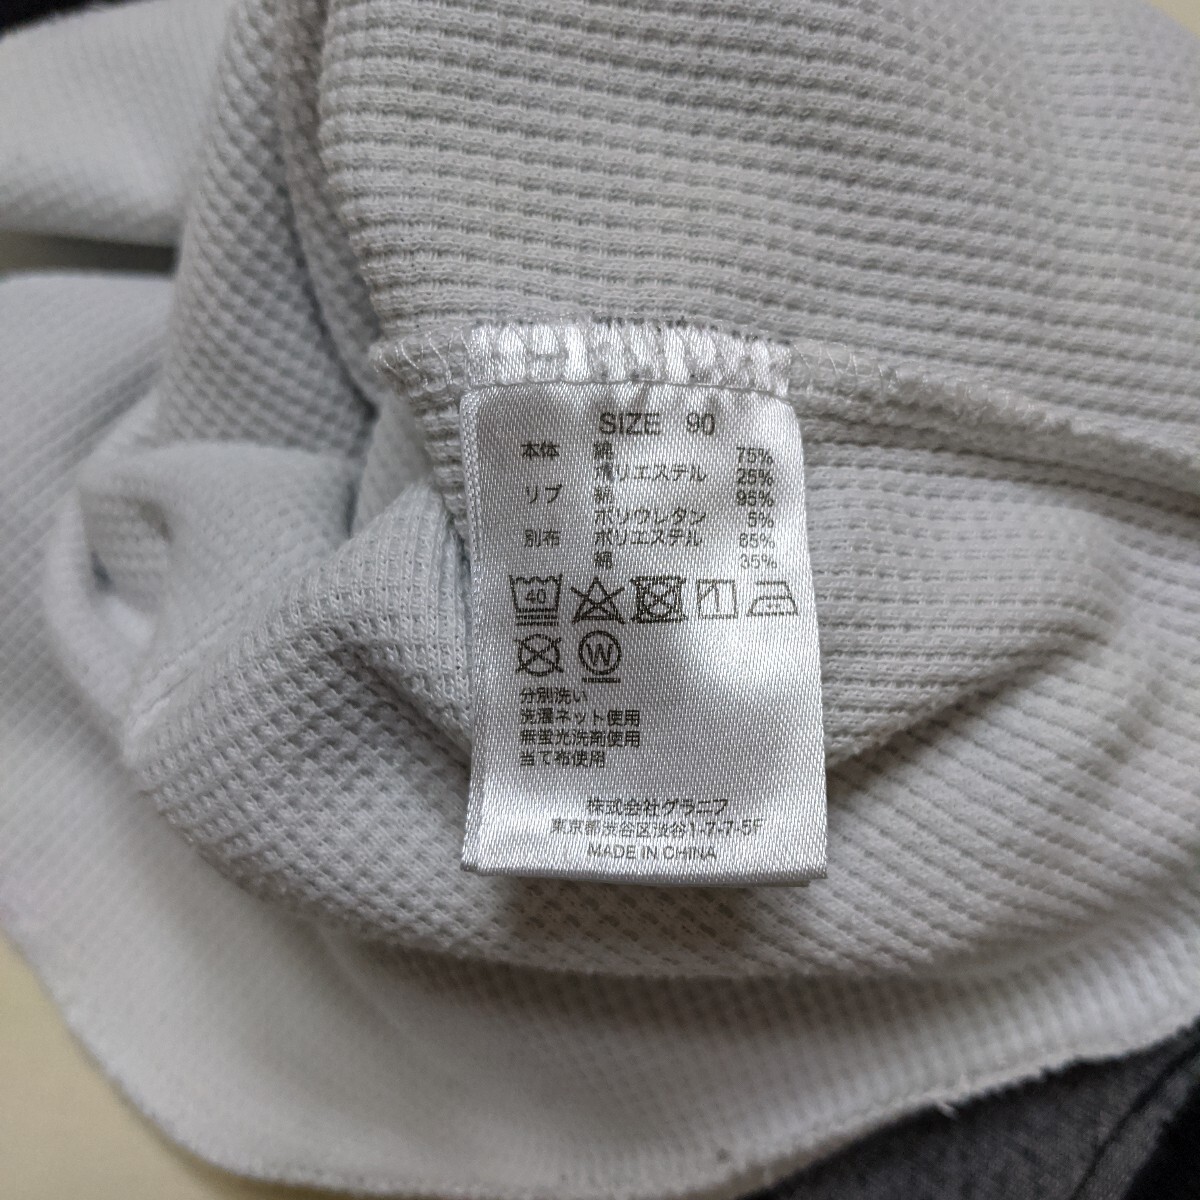 SIZE 90
本体 綿 75%
ポリエステル 25%
リブ 綿 95%
ポリウレタン 5%
別布 ポリエステル 65%
綿 35%
40
W
分別洗い
洗濯ネット使用
無蛍光洗剤使用
当て布使用
株式会社グラニフ
東京都渋谷区渋谷1-7-7-5F
MADE IN CHINA